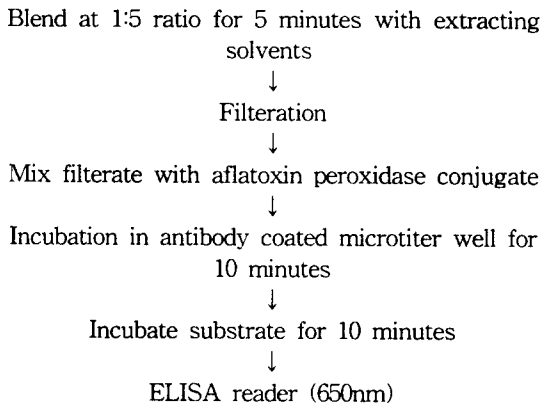 Blend at 1:5 ratio for 5 minutes with extracting
solvents
↓
Filteration
↓
Mix filterate with aflatoxin peroxidase conjugate
↓
Incubation in antibody coated microtiter well for
10 minutes
↓
Incubate substrate for 10 minutes
↓
ELISA reader (650nm)